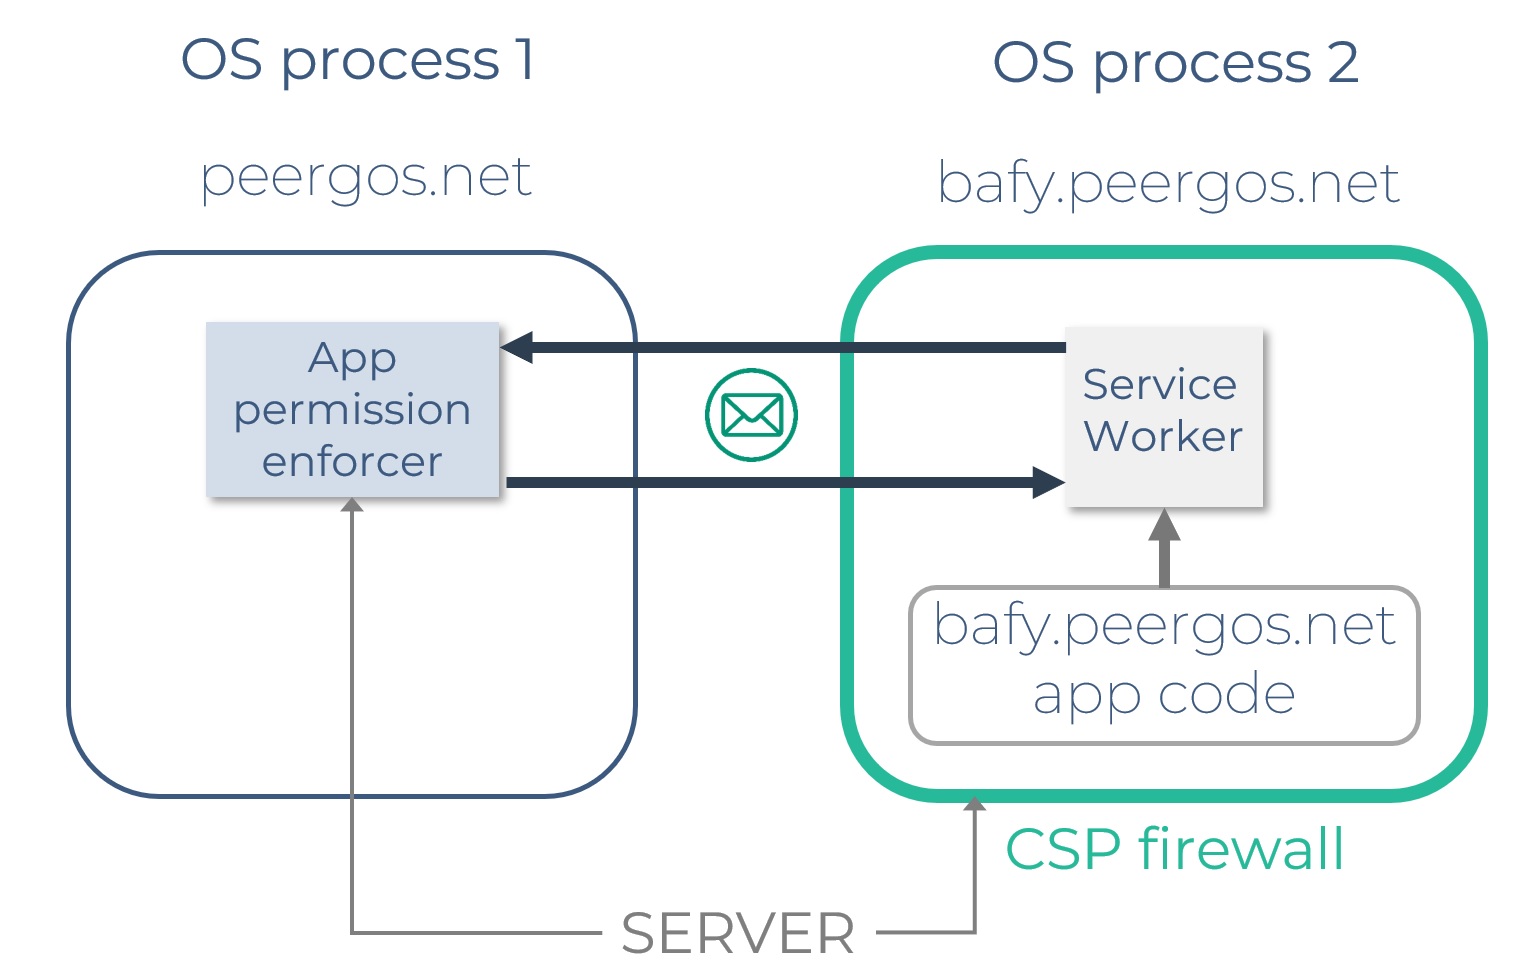 OS process 1
OS process 2
peergos.net
bafy.peergos.net
App
permission
enforcer
Service
Worker
bafy.peergos.net
app code
CSP firewall
SERVER